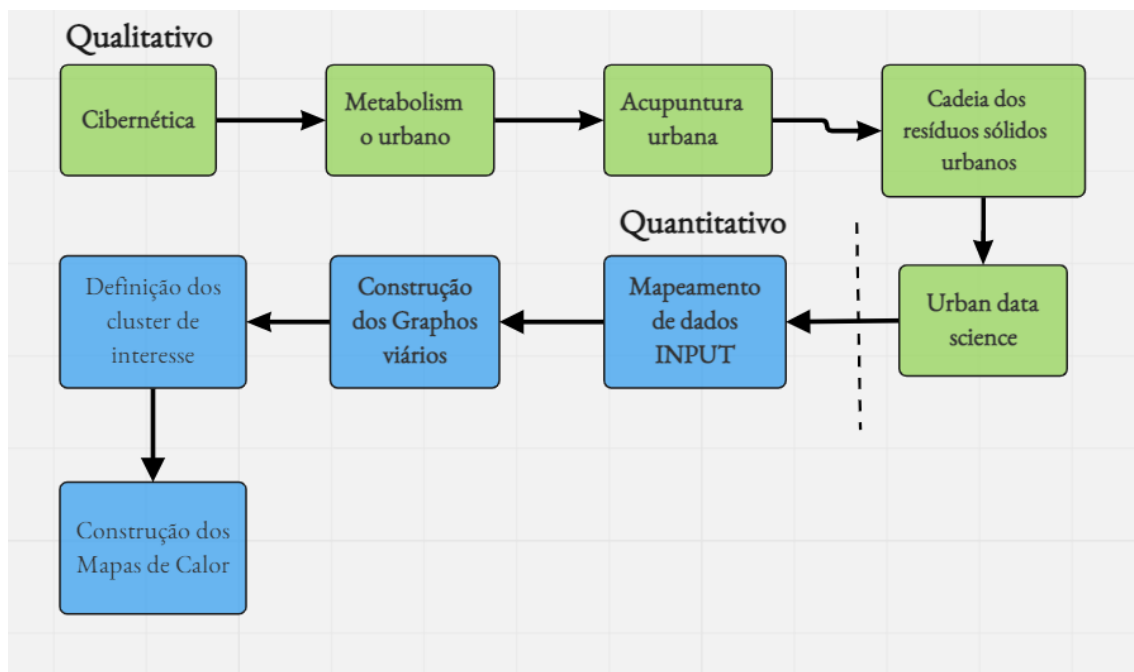 Qualitativo
Cibernética
Metabolism
o urbano
Acupuntura
urbana
Cadeia dos
resíduos sólidos
urbanos
Urban data
science
Quantitativo
Mapeamento
de dados
INPUT
Construção
dos Graphos
viários
Definição dos
cluster de
interesse
Construção dos
Mapas de Calor